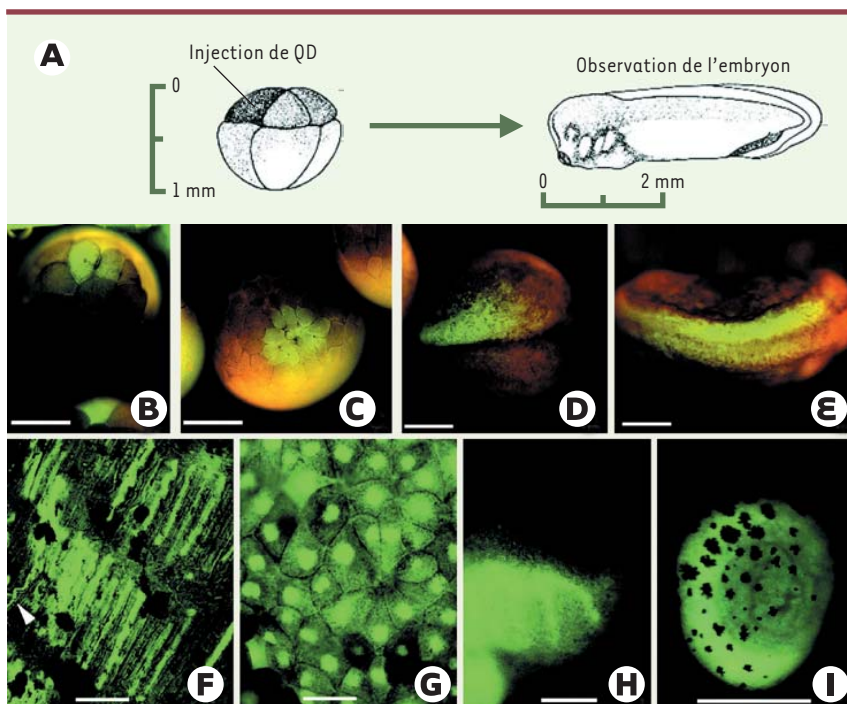 A
Injection de QD
Observation de l’embryon
0
1 mm
0 2 mm
B
C
D
E
F
G
H
I